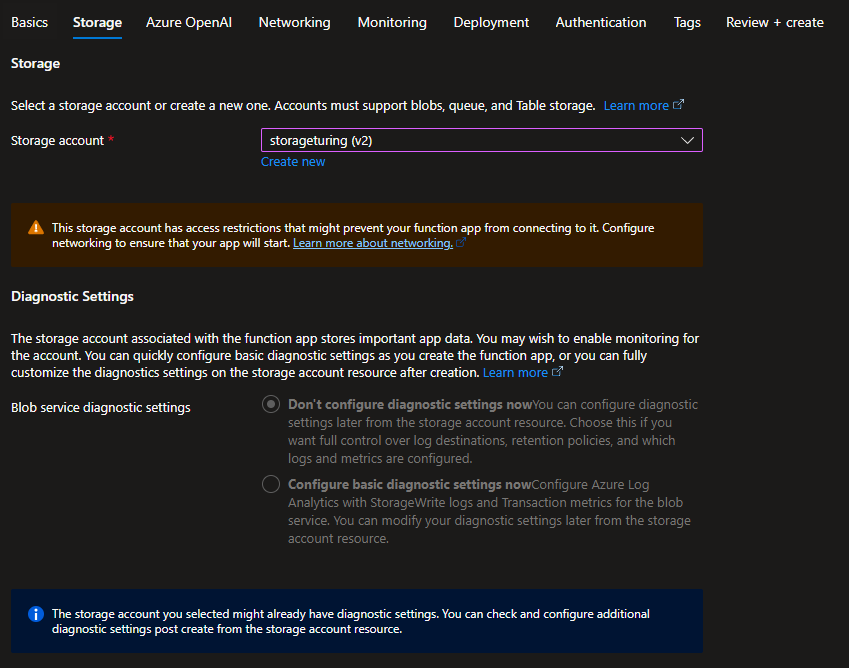 Basics Storage Azure OpenAI Networking Monitoring Deployment Authentication Tags Review + create
Storage
Select a storage account or create a new one. Accounts must support blobs, queue, and Table storage. Learn more
Storage account * storageturing (v2)
Create new
This storage account has access restrictions that might prevent your function app from connecting to it. Configure
networking to ensure that your app will start. Learn more about networking.
Diagnostic Settings
The storage account associated with the function app stores important app data. You may wish to enable monitoring for
the account. You can quickly configure basic diagnostic settings as you create the function app, or you can fully
customize the diagnostics settings on the storage account resource after creation. Learn more
Blob service diagnostic settings Don't configure diagnostic settings nowYou can configure diagnostic
settings later from the storage account resource. Choose this if you
want full control over log destinations, retention policies, and which
logs and metrics are configured.
Configure basic diagnostic settings nowConfigure Azure Log
Analytics with StorageWrite logs and Transaction metrics for the blob
service. You can modify your diagnostic settings later from the storage
account resource.
The storage account you selected might already have diagnostic settings. You can check and configure additional
diagnostic settings post create from the storage account resource.